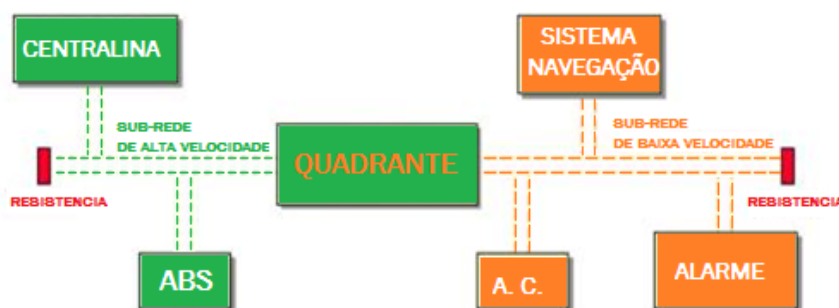 CENTRALINA
SISTEMA
NAVEGAÇÃO
SUB-REDE
DE ALTA VELOCIDADE
SUB-REDE
DE BAIXA VELOCIDADE
QUADRANTE
RESISTENCIA
RESISTENCIA
ABS
A. C.
ALARME